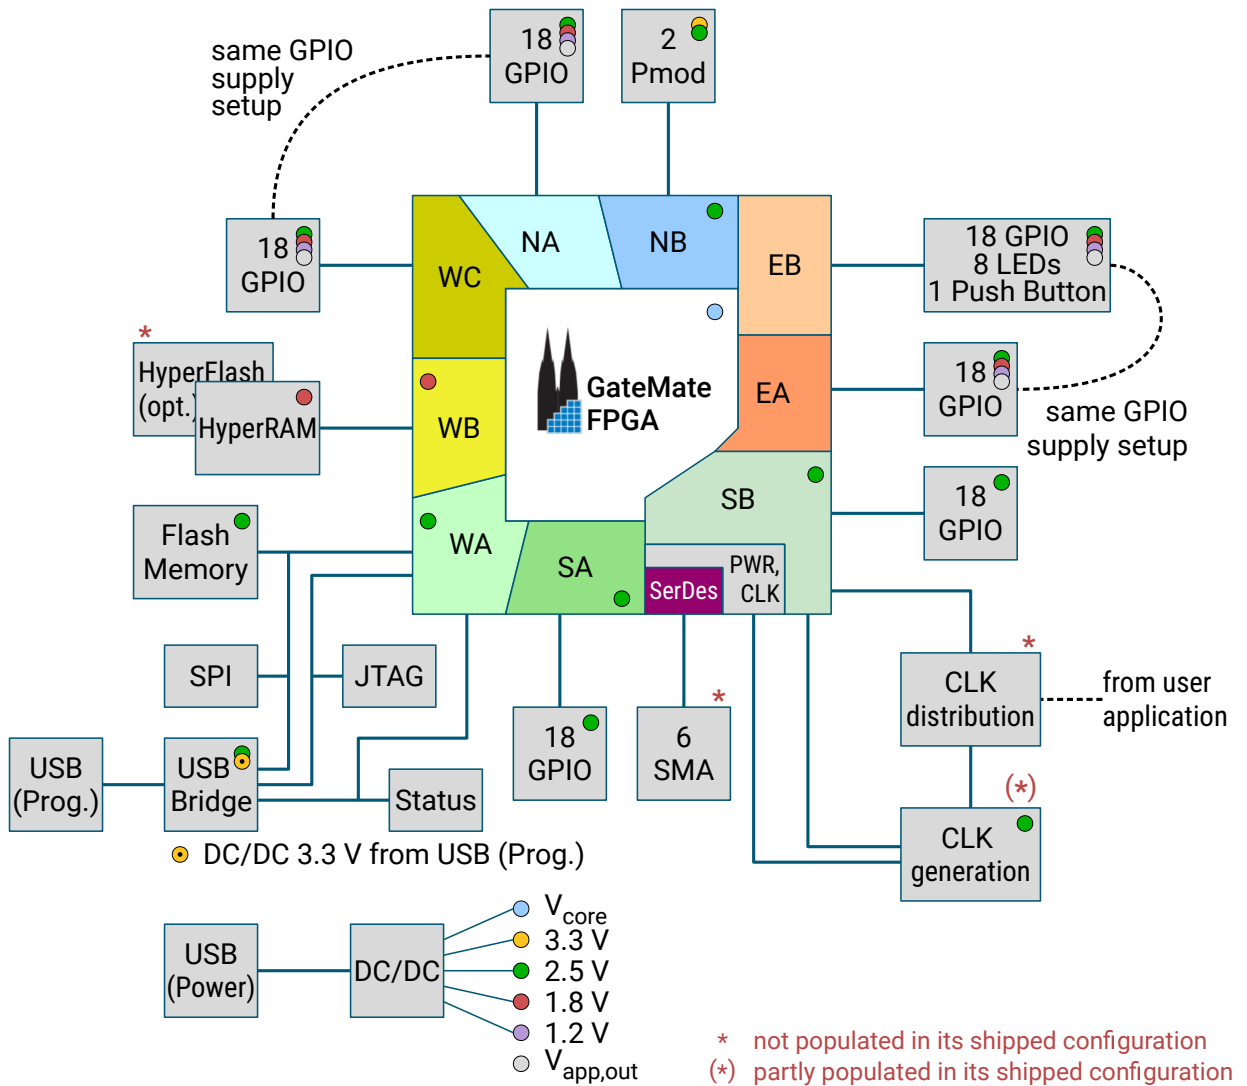 same GPIO
supply
setup
18
GPIO
2
Pmod
18
GPIO
NA
NB
WC
EB
18 GPIO
8 LEDs
1 Push Button
*
HyperFlash
(opt.)
HyperRAM
WB
GateMate
FPGA
EA
18
GPIO
same GPIO
supply setup
Flash
Memory
WA
SA
SB
18
GPIO
PWR,
CLK
SerDes
SPI
JTAG
*
CLK
distribution
from user
application
USB
(Prog.)
USB
Bridge
Status
18
GPIO
*
6
SMA
(*)
CLK
generation
DC/DC 3.3 V from USB (Prog.)
USB
(Power)
DC/DC
Vcore
3.3 V
2.5 V
1.8 V
1.2 V
Vapp,out
* not populated in its shipped configuration
(*) partly populated in its shipped configuration